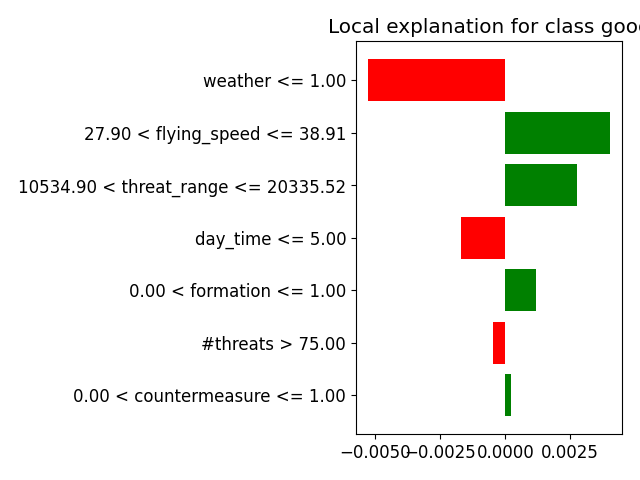 Local explanation for class goo
weather <= 1.00
27.90 < flying_speed <= 38.91
10534.90 < threat_range <= 20335.52
day_time <= 5.00
0.00 < formation <= 1.00
#threats > 75.00
0.00 < countermeasure <= 1.00
−0.0050 −0.0025 0.0000 0.0025